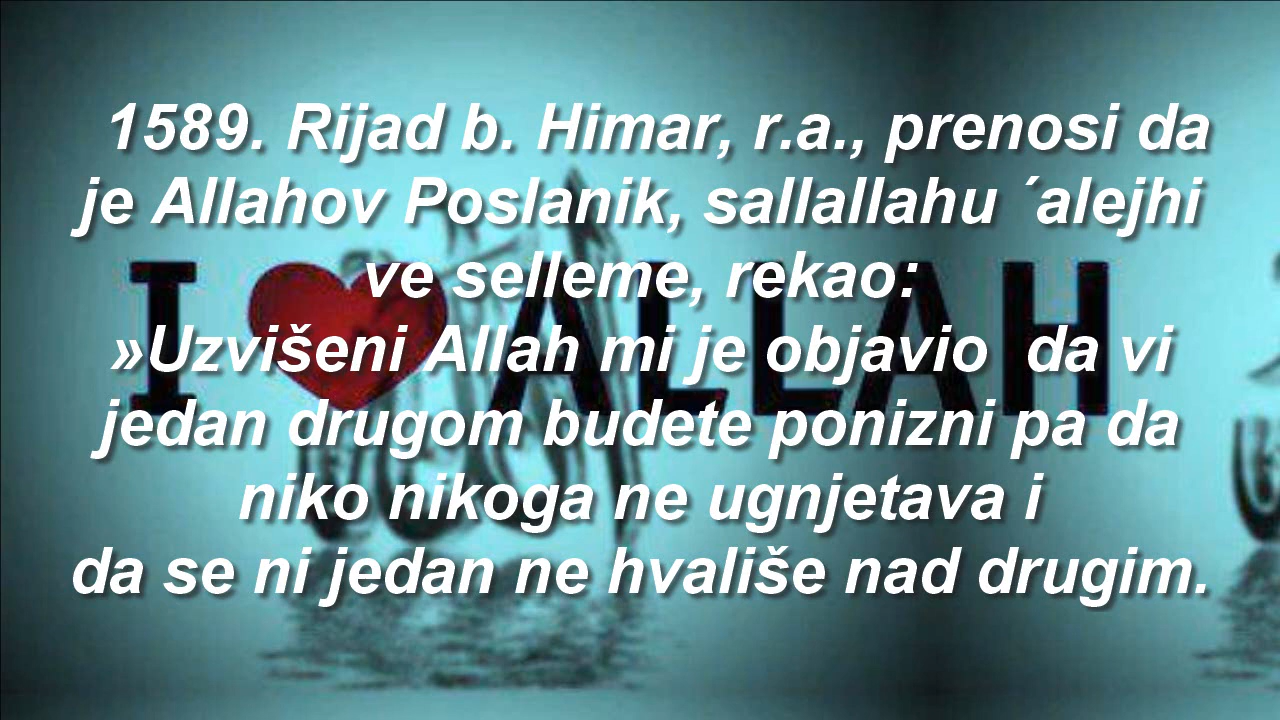 1589. Rijad b. Himar, r.a., prenosi da
je Allahov Poslanik, sallallahu ´alejhi
ve selleme, rekao:
»Uzvišeni Allah mi je objavio  da vi
jedan drugom budete ponizni pa da
niko nikoga ne ugnjetava i
da se ni jedan ne hvališe nad drugim.
I ALLAH